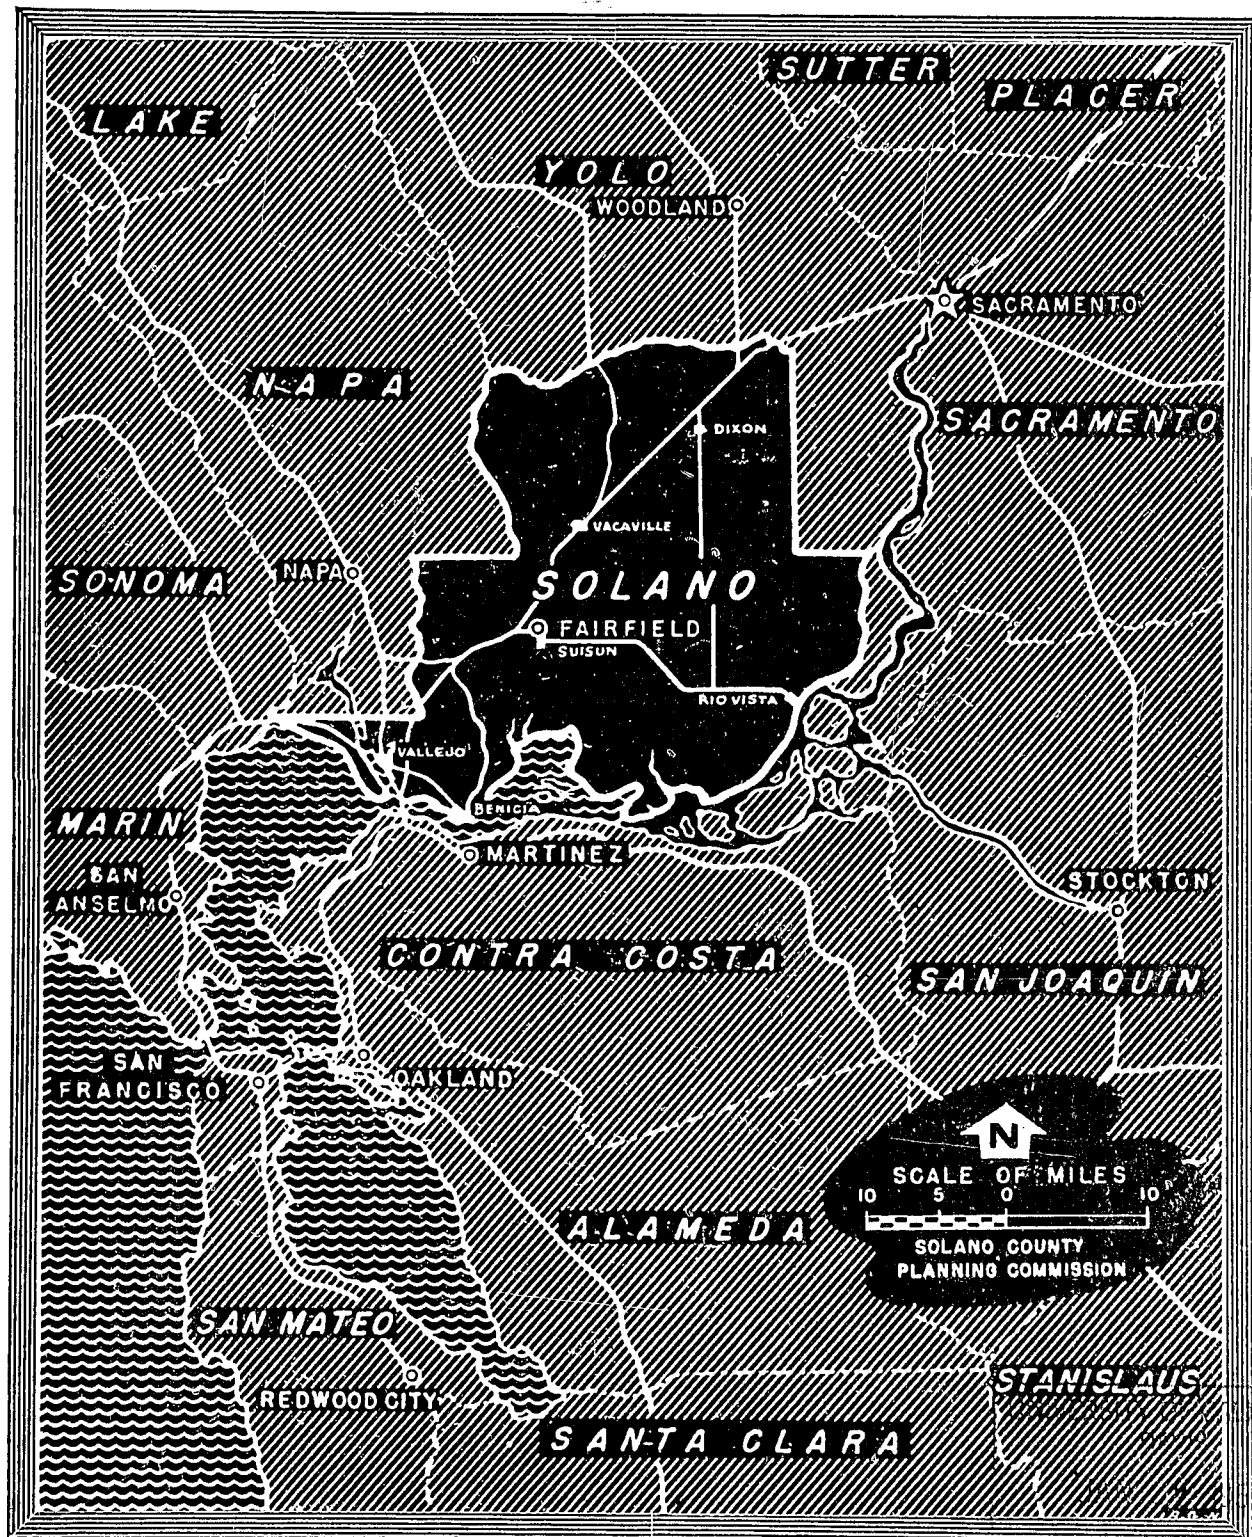 SUTTER
PLACER
LAKE
YOLO
WOODLAND
SACRAMENTO
NAPA
SACRAMENTO
DIXON
VACAVILLE
SONOMA
NAPA
SOLANO
FAIRFIELD
SUISUN
RIO VISTA
VALLEJO
BENICIA
MARIN
MARTINEZ
SAN
ANSELMO
STOCKTON
CONTRA COSTA
SAN JOAQUIN
SAN
FRANCISCO
OAKLAND
N
SCALE OF MILES
10 5 0 10
SOLANO COUNTY
PLANNING COMMISSION
ALAMEDA
SAN MATEO
REDWOOD CITY
STANISLAUS
SANTA CLARA